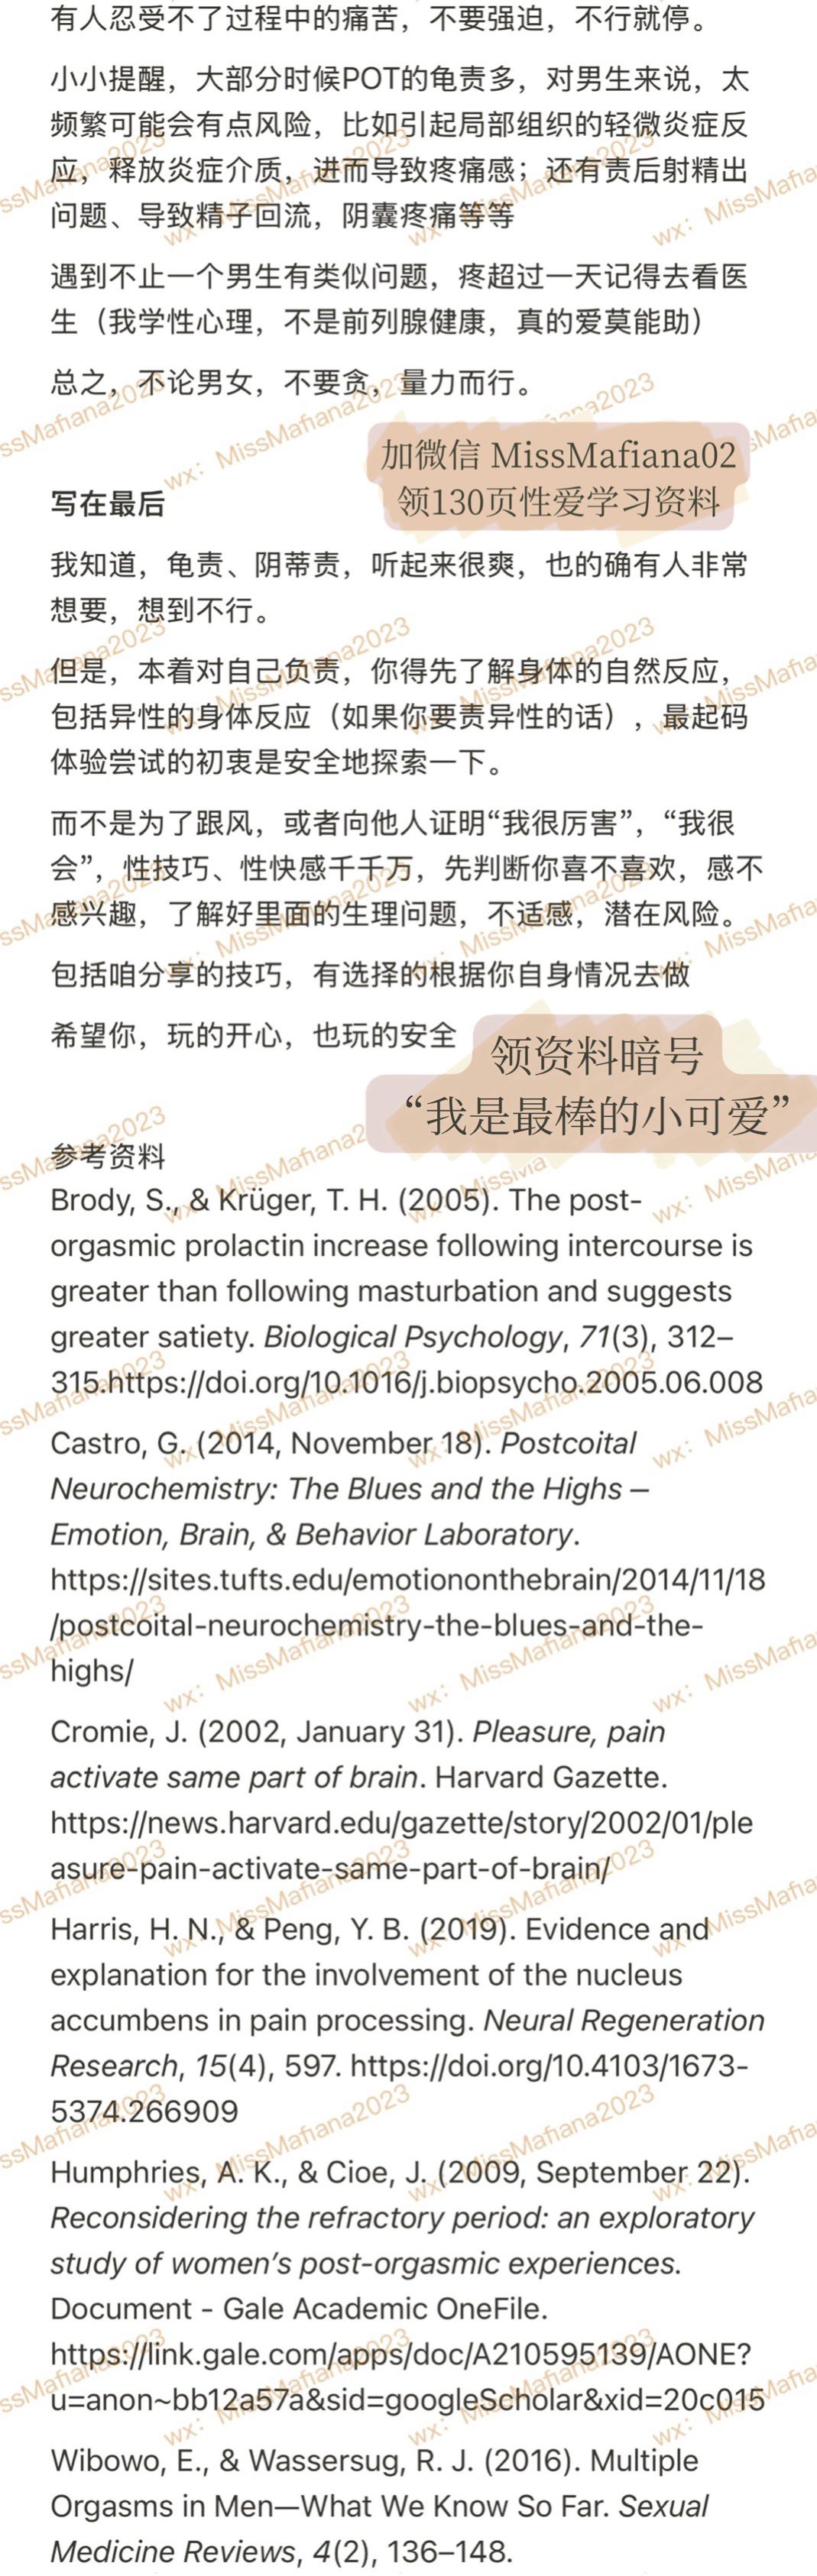 有人忍受不了过程中的痛苦，不要强迫，不行就停。
小小提醒，大部分时候POT的龟责多，对男生来说，太
频繁可能会有点风险，比如引起局部组织的轻微炎症反
应，释放炎症介质，进而导致疼痛感；还有责后射精出
问题、导致精子回流，阴囊疼痛等等
遇到不止一个男生有类似问题，疼超过一天记得去看医
生（我学性心理，不是前列腺健康，真的爱莫能助）
总之，不论男女，不要贪，量力而行。
加微信 MissMafiana02
领130页性爱学习资料
写在最后
我知道，龟责、阴蒂责，听起来很爽，也的确有人非常
想要，想到不行。
但是，本着对自己负责，你得先了解身体的自然反应，
包括异性的身体反应（如果你要责异性的话），最起码
体验尝试的初衷是安全地探索一下。
而不是为了跟风，或者向他人证明“我很厉害”，“我很
会”，性技巧、性快感千千万，先判断你喜不喜欢，感不
感兴趣，了解好里面的生理问题，不适感，潜在风险。
包括咱分享的技巧，有选择的根据你自身情况去做
希望你，玩的开心，也玩的安全
领资料暗号
“我是最棒的小可爱”
参考资料
Brody, S., & Krüger, T. H. (2005). The post-
orgasmic prolactin increase following intercourse is
greater than following masturbation and suggests
greater satiety. Biological Psychology, 71(3), 312–
315.https://doi.org/10.1016/j.biopsycho.2005.06.008
Castro, G. (2014, November 18). Postcoital
Neurochemistry: The Blues and the Highs –
Emotion, Brain, & Behavior Laboratory.
https://sites.tufts.edu/emotiononthebrain/2014/11/18
/postcoital-neurochemistry-the-blues-and-the-
highs/
Cromie, J. (2002, January 31). Pleasure, pain
activate same part of brain. Harvard Gazette.
https://news.harvard.edu/gazette/story/2002/01/ple
asure-pain-activate-same-part-of-brain/
Harris, H. N., & Peng, Y. B. (2019). Evidence and
explanation for the involvement of the nucleus
accumbens in pain processing. Neural Regeneration
Research, 15(4), 597. https://doi.org/10.4103/1673-
5374.266909
Humphries, A. K., & Cioe, J. (2009, September 22).
Reconsidering the refractory period: an exploratory
study of women’s post-orgasmic experiences.
Document - Gale Academic OneFile.
https://link.gale.com/apps/doc/A210595139/AONE?
u=anon~bb12a57a&sid=googleScholar&xid=20c015
Wibowo, E., & Wassersug, R. J. (2016). Multiple
Orgasms in Men—What We Know So Far. Sexual
Medicine Reviews, 4(2), 136–148.
wx: MissMafiana2023